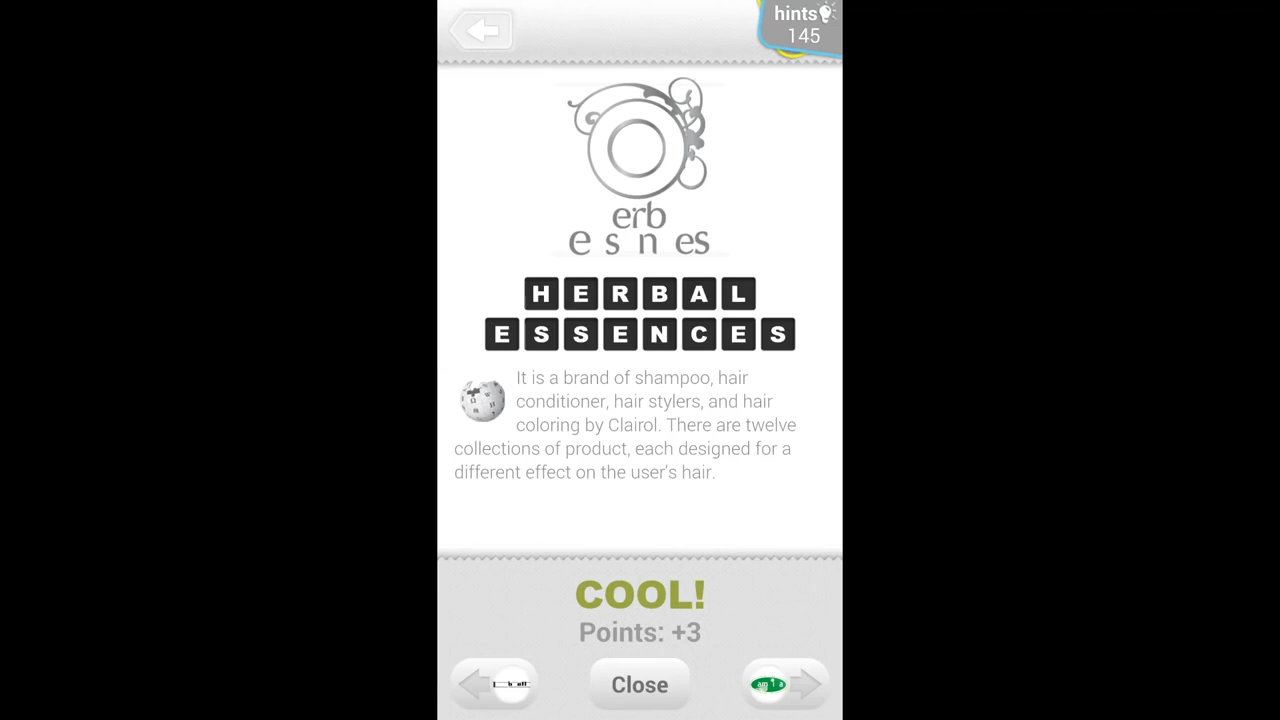 hints
145
erb
e s n es
HERBAL
ESSENCES
It is a brand of shampoo, hair
conditioner, hair stylers, and hair
coloring by Clairol. There are twelve
collections of product, each designed for a
different effect on the user's hair.
COOL!
Points: +3
Close
am i a